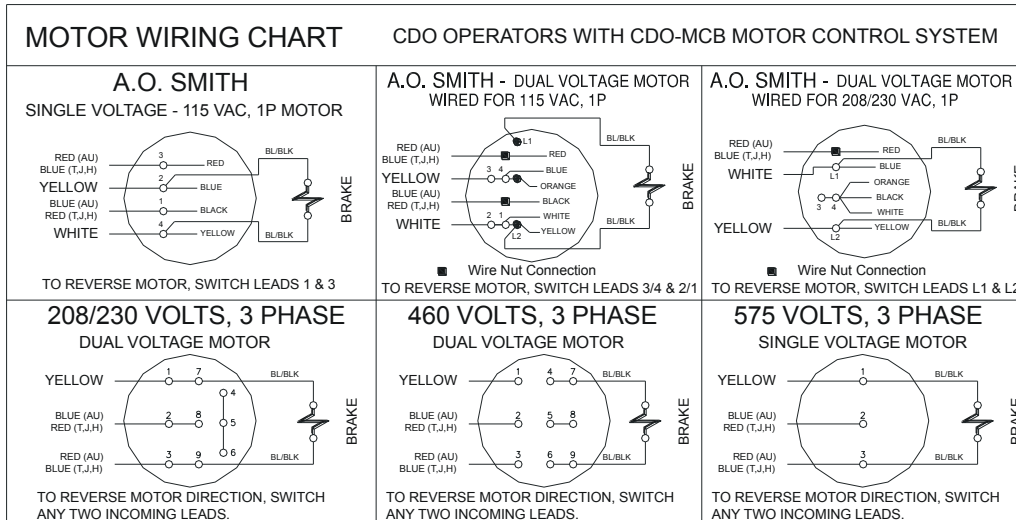 MOTOR WIRING CHART
CDO OPERATORS WITH CDO-MCB MOTOR CONTROL SYSTEM
A.O. SMITH
SINGLE VOLTAGE - 115 VAC, 1P MOTOR
RED (AU)
BLUE (T,J,H)
YELLOW
BLUE (AU)
RED (T,J,H)
WHITE
3
2
1
4
RED
BLUE
BLACK
YELLOW
BL/BLK
BL/BLK
BRAKE
TO REVERSE MOTOR, SWITCH LEADS 1 & 3
A.O. SMITH - DUAL VOLTAGE MOTOR
WIRED FOR 115 VAC, 1P
RED (AU)
BLUE (T,J,H)
YELLOW
BLUE (AU)
RED (T,J,H)
WHITE
L1
RED
3 4
BLUE
ORANGE
BLACK
2 1
WHITE
YELLOW
L2
BL/BLK
BL/BLK
BRAKE
Wire Nut Connection
TO REVERSE MOTOR, SWITCH LEADS 3/4 & 2/1
A.O. SMITH - DUAL VOLTAGE MOTOR
WIRED FOR 208/230 VAC, 1P
RED (AU)
BLUE (T,J,H)
WHITE
YELLOW
RED
BLUE
L1
ORANGE
BLACK
3 4
WHITE
YELLOW
L2
BL/BLK
BL/BLK
Wire Nut Connection
TO REVERSE MOTOR, SWITCH LEADS L1 & L2
208/230 VOLTS, 3 PHASE
DUAL VOLTAGE MOTOR
YELLOW
BLUE (AU)
RED (T,J,H)
RED (AU)
BLUE (T,J,H)
1 7
4
2 8
5
3 9
6
BL/BLK
BL/BLK
BRAKE
TO REVERSE MOTOR DIRECTION, SWITCH
ANY TWO INCOMING LEADS.
460 VOLTS, 3 PHASE
DUAL VOLTAGE MOTOR
YELLOW
BLUE (AU)
RED (T,J,H)
RED (AU)
BLUE (T,J,H)
1 4 7
2 5 8
3 6 9
BL/BLK
BL/BLK
BRAKE
TO REVERSE MOTOR DIRECTION, SWITCH
ANY TWO INCOMING LEADS.
575 VOLTS, 3 PHASE
SINGLE VOLTAGE MOTOR
YELLOW
BLUE (AU)
RED (T,J,H)
RED (AU)
BLUE (T,J,H)
1
2
3
BL/BLK
BL/BLK
TO REVERSE MOTOR DIRECTION, SWITCH
ANY TWO INCOMING LEADS.